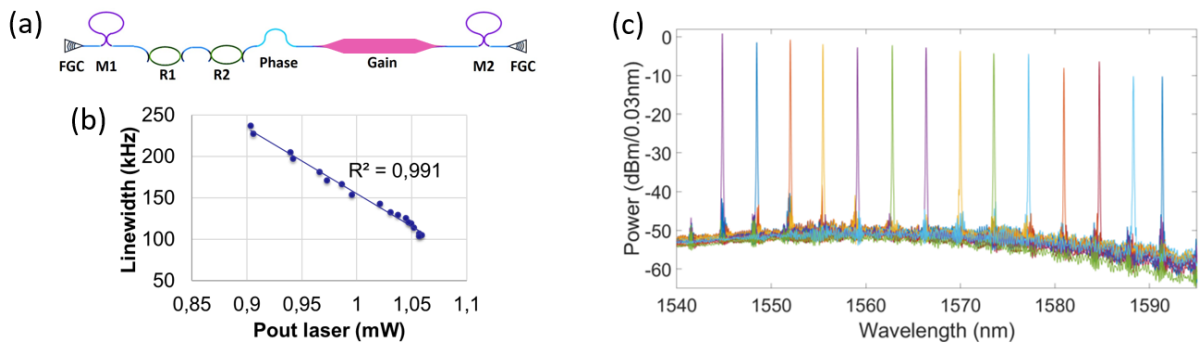 (a)
FGC M1 R1 R2 Phase Gain M2 FGC
(b)
Linewidth (kHz)
250
200
150
100
50
R² = 0,991
0,85 0,9 0,95 1 1,05 1,1
Pout laser (mW)
(c)
Power (dBm/0.03nm)
0
-10
-20
-30
-40
-50
-60
1540 1550 1560 1570 1580 1590
Wavelength (nm)